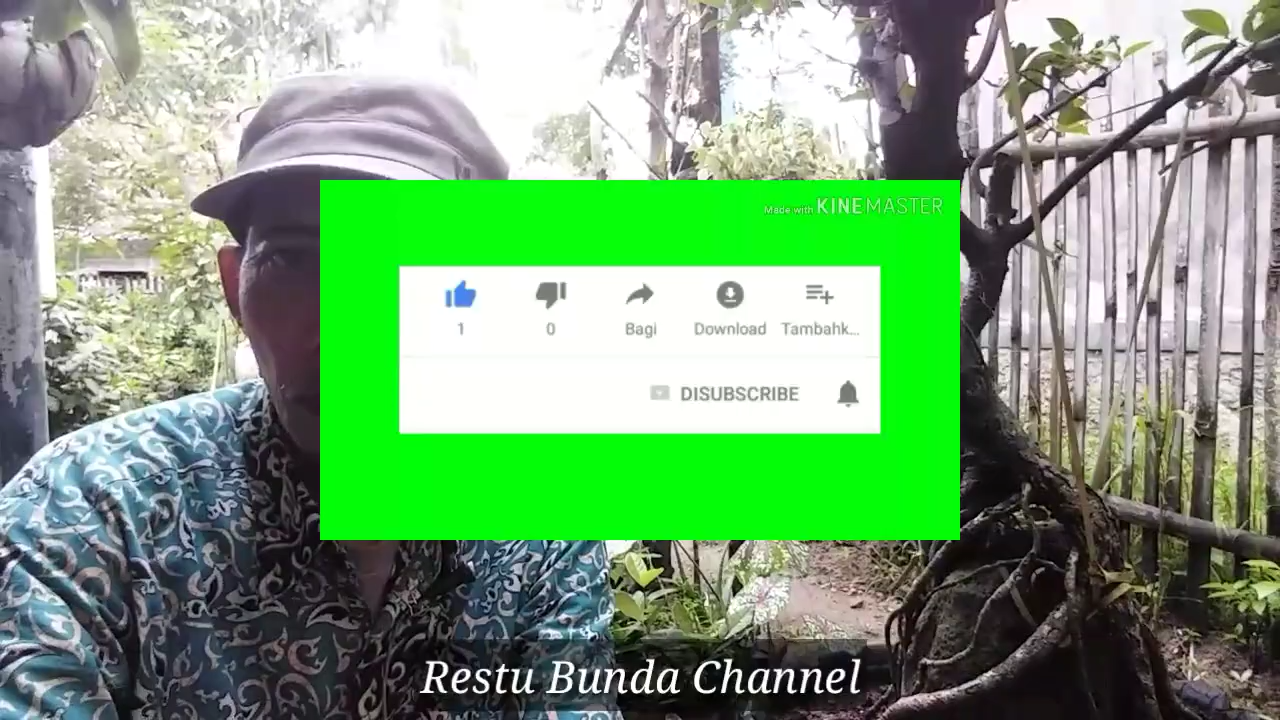 Made with KINEMASTER
1 0 Bagi Download Tambahk...
DISUBSCRIBE
Restu Bunda Channel